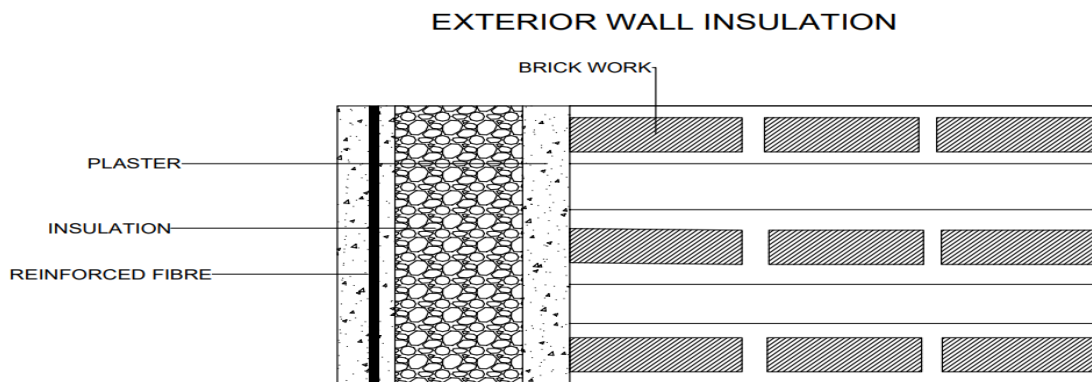 EXTERIOR WALL INSULATION
BRICK WORK
PLASTER
INSULATION
REINFORCED FIBRE